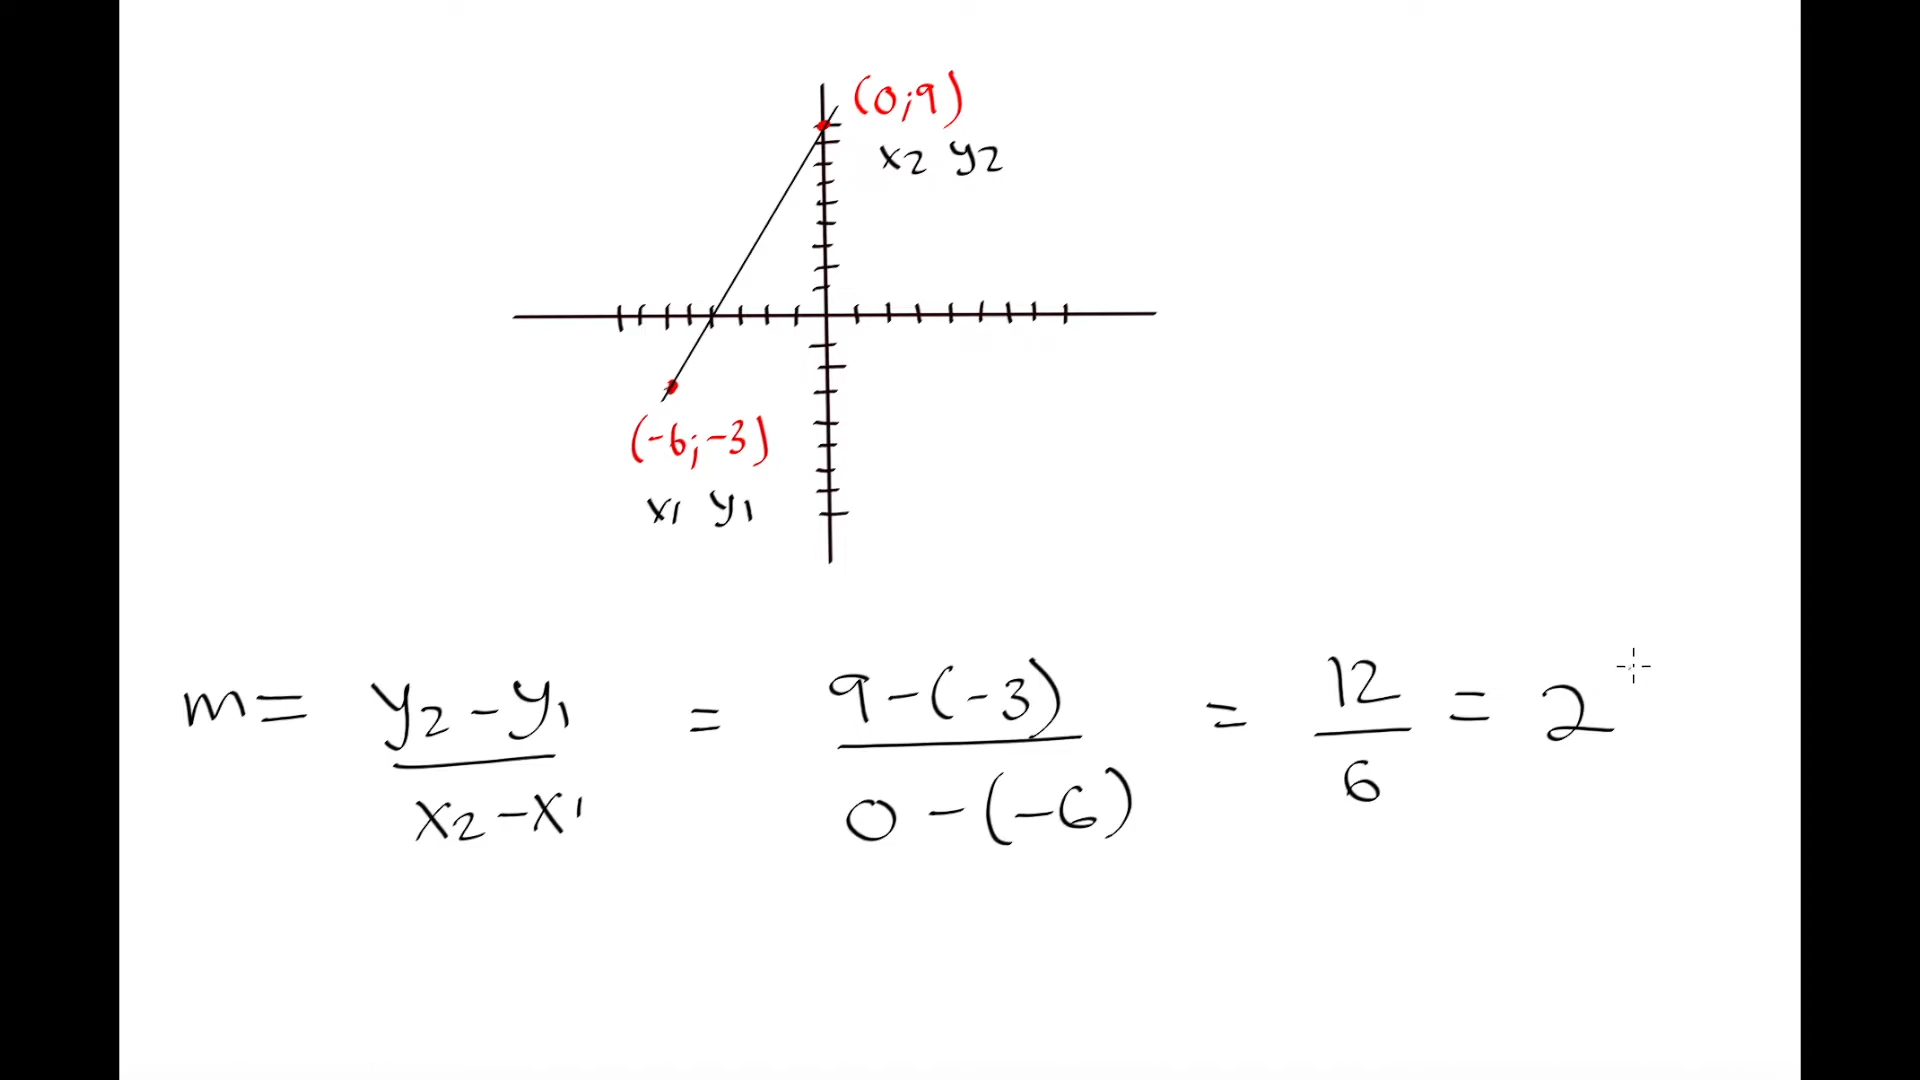 (0;9)
x2 y2
(-6;-3)
x1 y1
m= y2-y1 = 9-(-3) = 12 = 2
x2-x1 0-(-6) 6